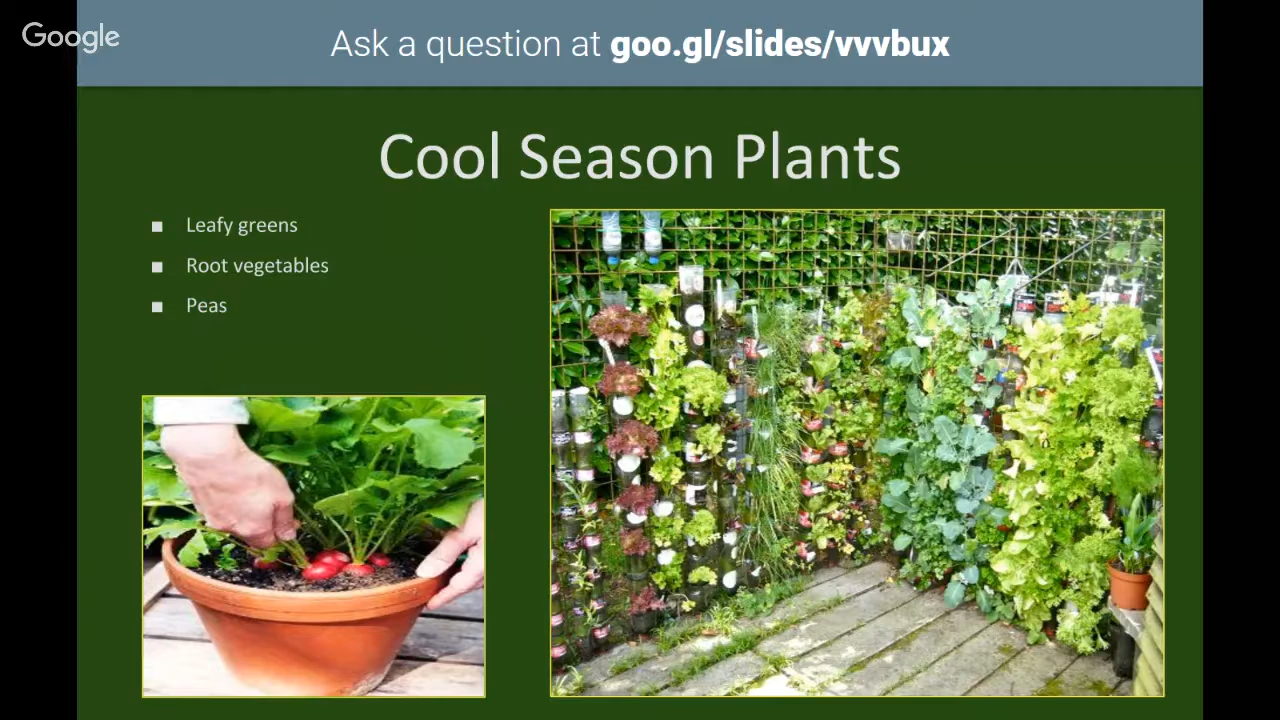 Google
Ask a question at goo.gl/slides/vvvbux
Cool Season Plants
Leafy greens
Root vegetables
Peas